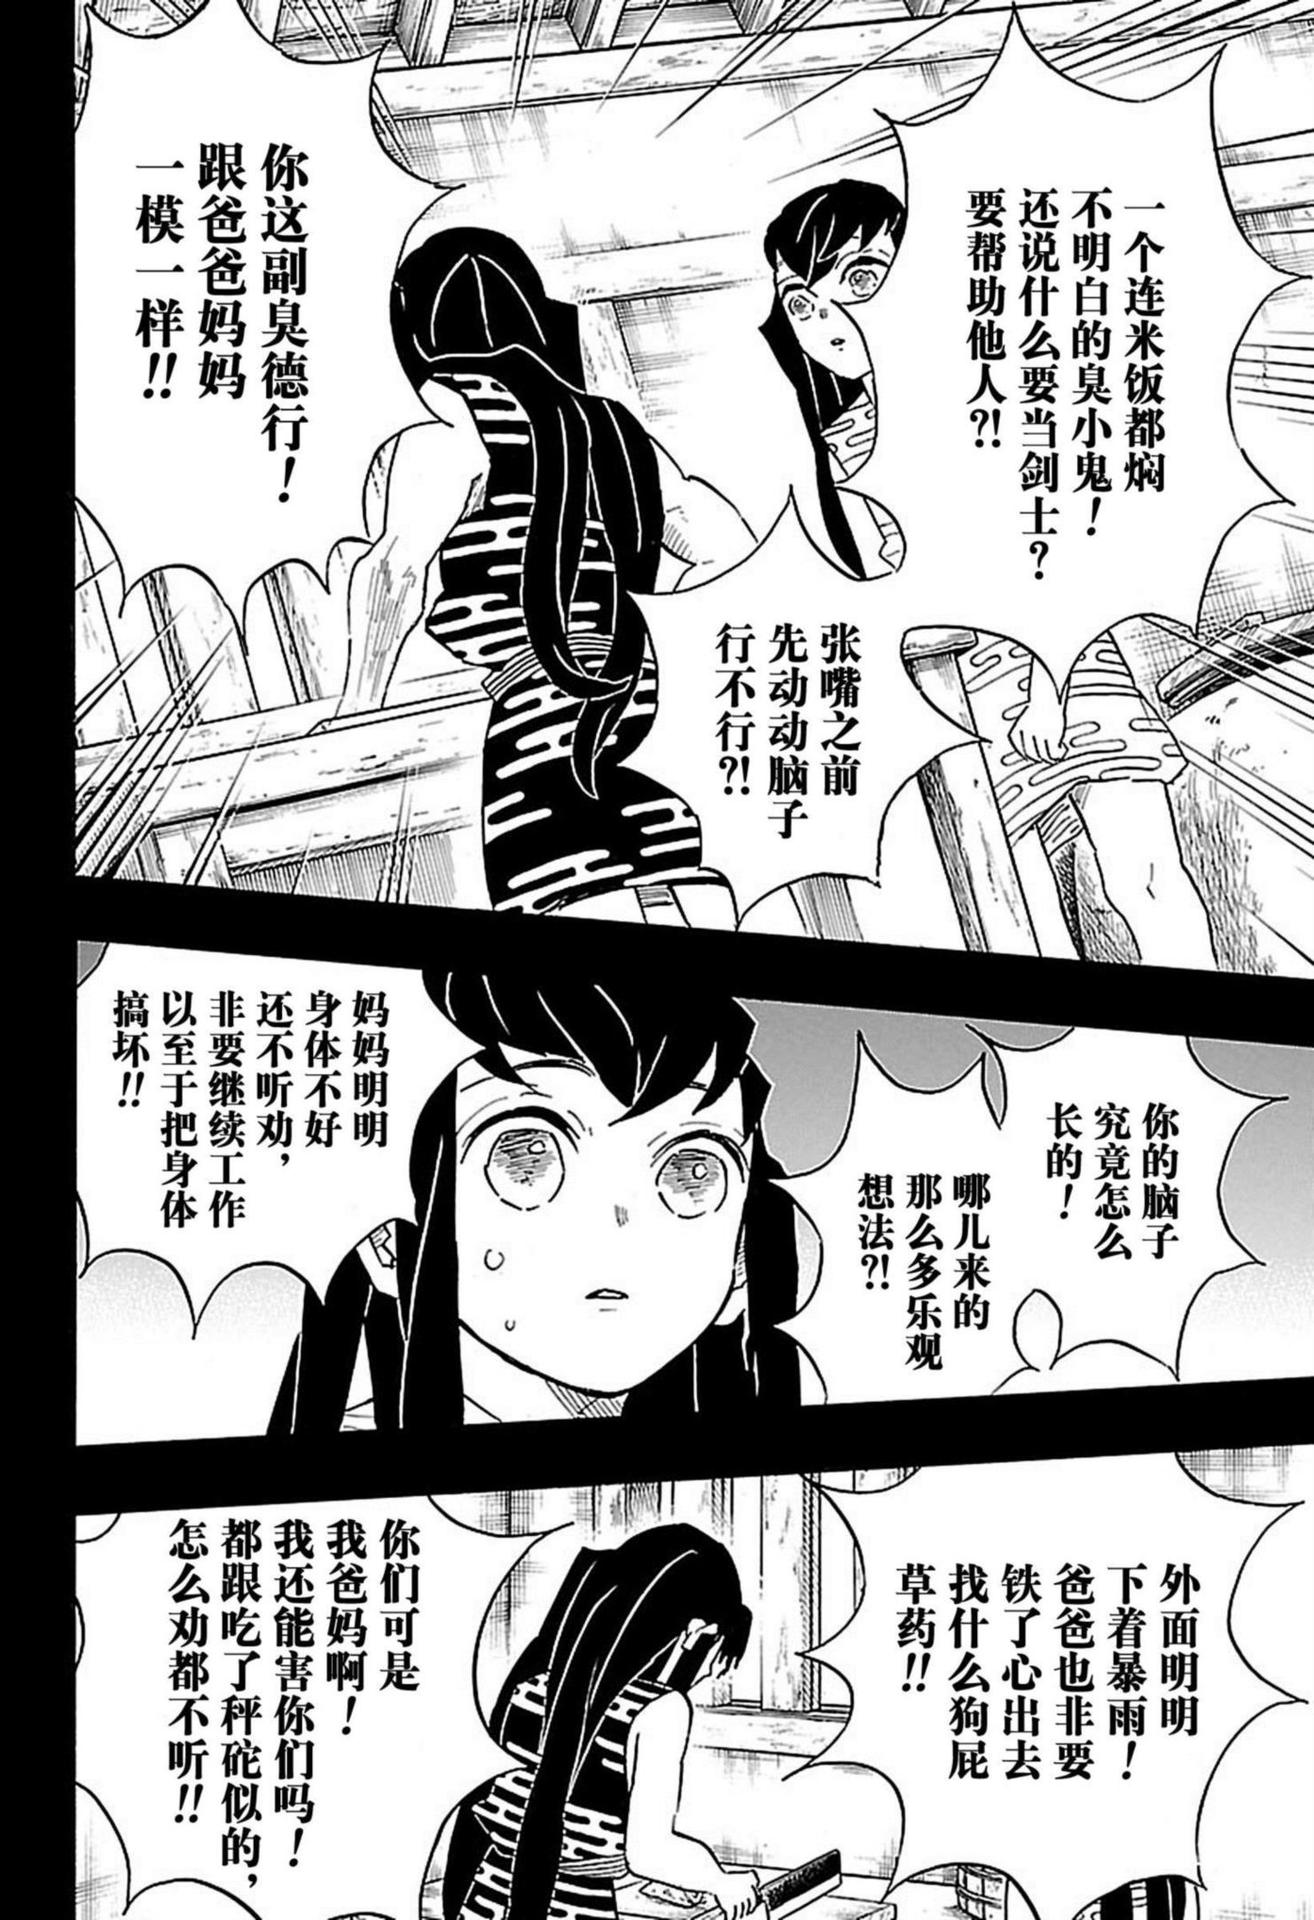 一个连米饭都焖
不明白的臭小鬼！
还说什么要当剑士？
要帮助他人？！
张嘴之前
先动动脑子
行不行？！
你这副臭德行！
跟爸爸妈妈
一模一样！！
你的脑子
究竟怎么
长的！
哪儿来的
那么多乐观
想法？！
妈妈明明
身体不好
还不听劝，
非要继续工作
以至于把身体
搞坏！！
外面明明
下着暴雨！
爸爸也非要
铁了心出去
找什么狗屁
草药！！
你们可是
我爸妈啊！
我还能害你们吗！
都跟吃了秤砣似的，
怎么劝都不听！！